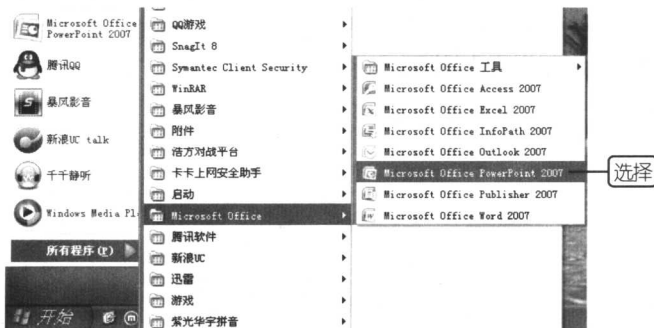 Microsoft Office
PowerPoint 2007
腾讯QQ
暴风影音
新浪UC talk
千千静听
Windows Media Pl
所有程序(P)
开始
QQ游戏
SnagIt 8
Symantec Client Security
WinRAR
暴风影音
附件
浩方对战平台
卡卡上网安全助手
启动
Microsoft Office
腾讯软件
新浪UC
迅雷
游戏
紫光华宇拼音
Microsoft Office 工具
Microsoft Office Access 2007
Microsoft Office Excel 2007
Microsoft Office InfoPath 2007
Microsoft Office Outlook 2007
Microsoft Office PowerPoint 2007
Microsoft Office Publisher 2007
Microsoft Office Word 2007
选择